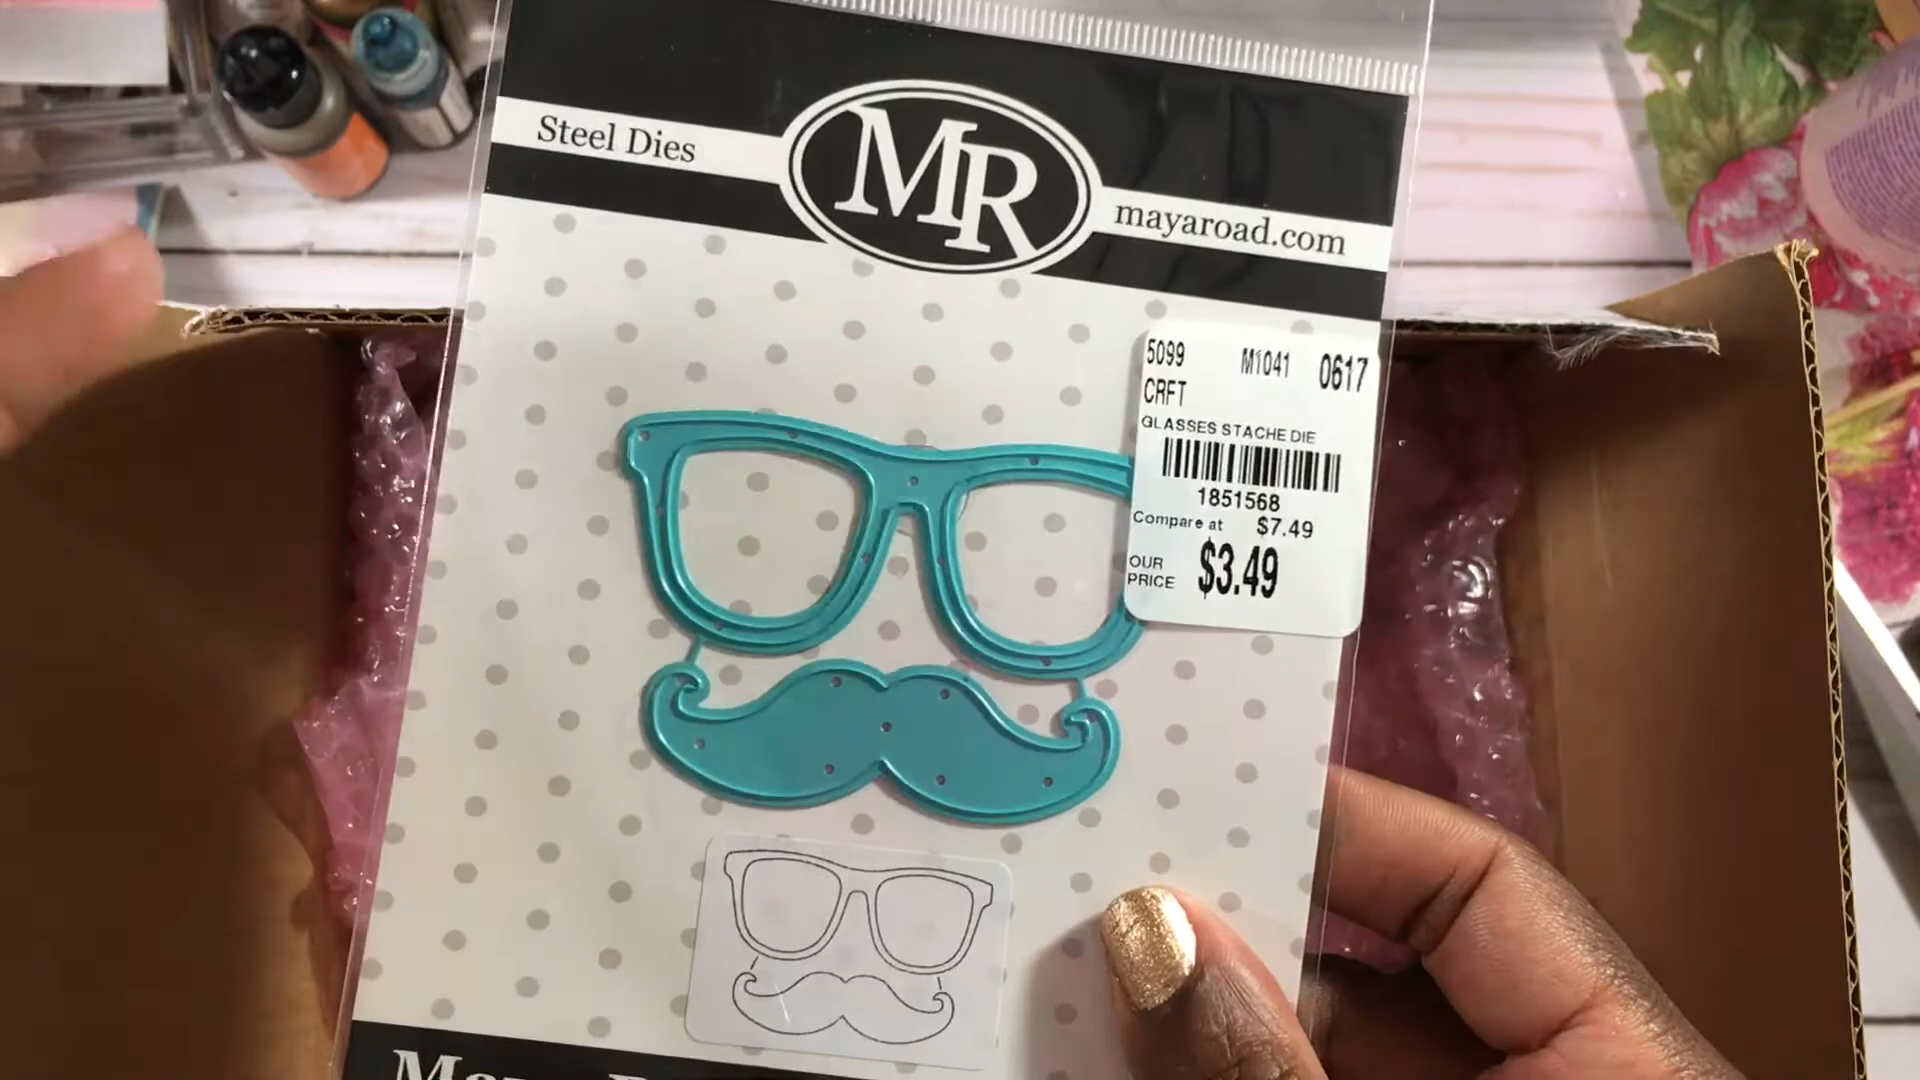 Steel Dies
MR
mayaroad.com
5099 M1041 0617
CRFT
GLASSES STACHE DIE
1851568
Compare at $7.49
OUR PRICE $3.49